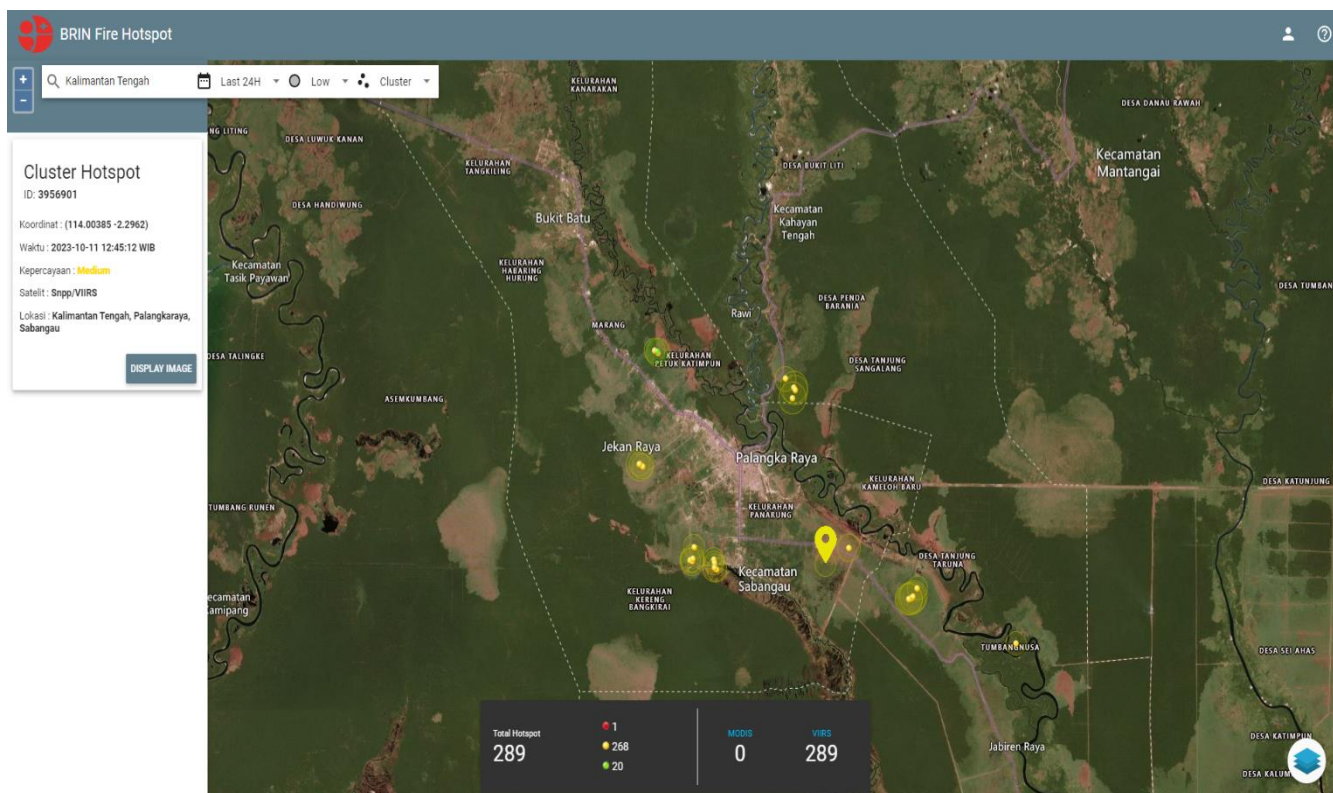 BRIN Fire Hotspot
Kalimantan Tengah
Last 24H
Low
Cluster
Cluster Hotspot
ID: 3956901
Koordinat : (114.00385 -2.2962)
Waktu : 2023-10-11 12:45:12 WIB
Kepercayaan : Medium
Satelit : Snpp/VIIRS
Lokasi : Kalimantan Tengah, Palangkaraya,
Sabangau
DISPLAY IMAGE
KELURAHAN
KANARAKAN
DESA DANAU RAWAH
NG LITING
DESA LUWUK KANAN
KELURAHAN
TANGKILING
DESA BUKIT LITI
Kecamatan
Mantangai
DESA HANDIWUNG
Bukit Batu
Kecamatan
Kahayan
Tengah
Kecamatan
Tasik Payawan
KELURAHAN
HABARING
HURUNG
DESA TUMBAN
DESA PENDA
BARANIA
Rawi
MARANG
DESA TALINGKE
KELURAHAN
PETUK KATIMPUN
DESA TANJUNG
SANGALANG
ASEMKUMBANG
Jekan Raya
Palangka Raya
KELURAHAN
KAMELOH BARU
DESA KATUNJUNG
TUMBANG RUNEN
KELURAHAN
PANARUNG
DESA TANJUNG
TARUNA
Kecamatan
Sabangau
KELURAHAN
KERENG
BANGKIRAI
ecamatan
Kamipang
TUMBANGNUSA
DESA SEI AHAS
Total Hotspot
289
1
268
20
MODIS
0
VIIRS
289
Jabiren Raya
DESA KATIMPUN
DESA KALUM